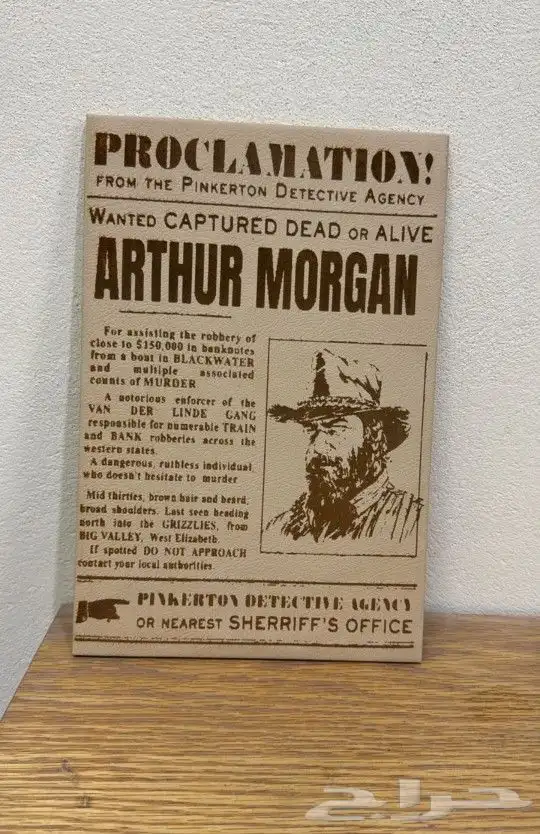 PROCLAMATION!
FROM THE PINKERTON DETECTIVE AGENCY
WANTED CAPTURED DEAD OR ALIVE
ARTHUR MORGAN
For assisting the robbery of
close to $150,000 in banknotes
from a boat in BLACKWATER
and multiple associated
counts of MURDER
A notorious enforcer of the
VAN DER LINDE GANG
responsible for numerable TRAIN
and BANK robberies across the
western states.
A dangerous, ruthless individual
who doesn't hesitate to murder
Mid thirties, brown hair and beard,
broad shoulders. Last seen heading
north into the GRIZZLIES, from
BIG VALLEY, West Elizabeth.
If spotted DO NOT APPROACH
contact your local authorities.
PINKERTON DETECTIVE AGENCY
OR NEAREST SHERRIFF'S OFFICE
حراج